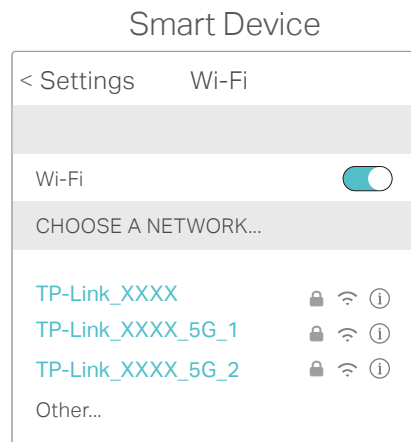 Smart Device
< Settings Wi-Fi
Wi-Fi
CHOOSE A NETWORK...
TP-Link_XXXX
TP-Link_XXXX_5G_1
TP-Link_XXXX_5G_2
Other...